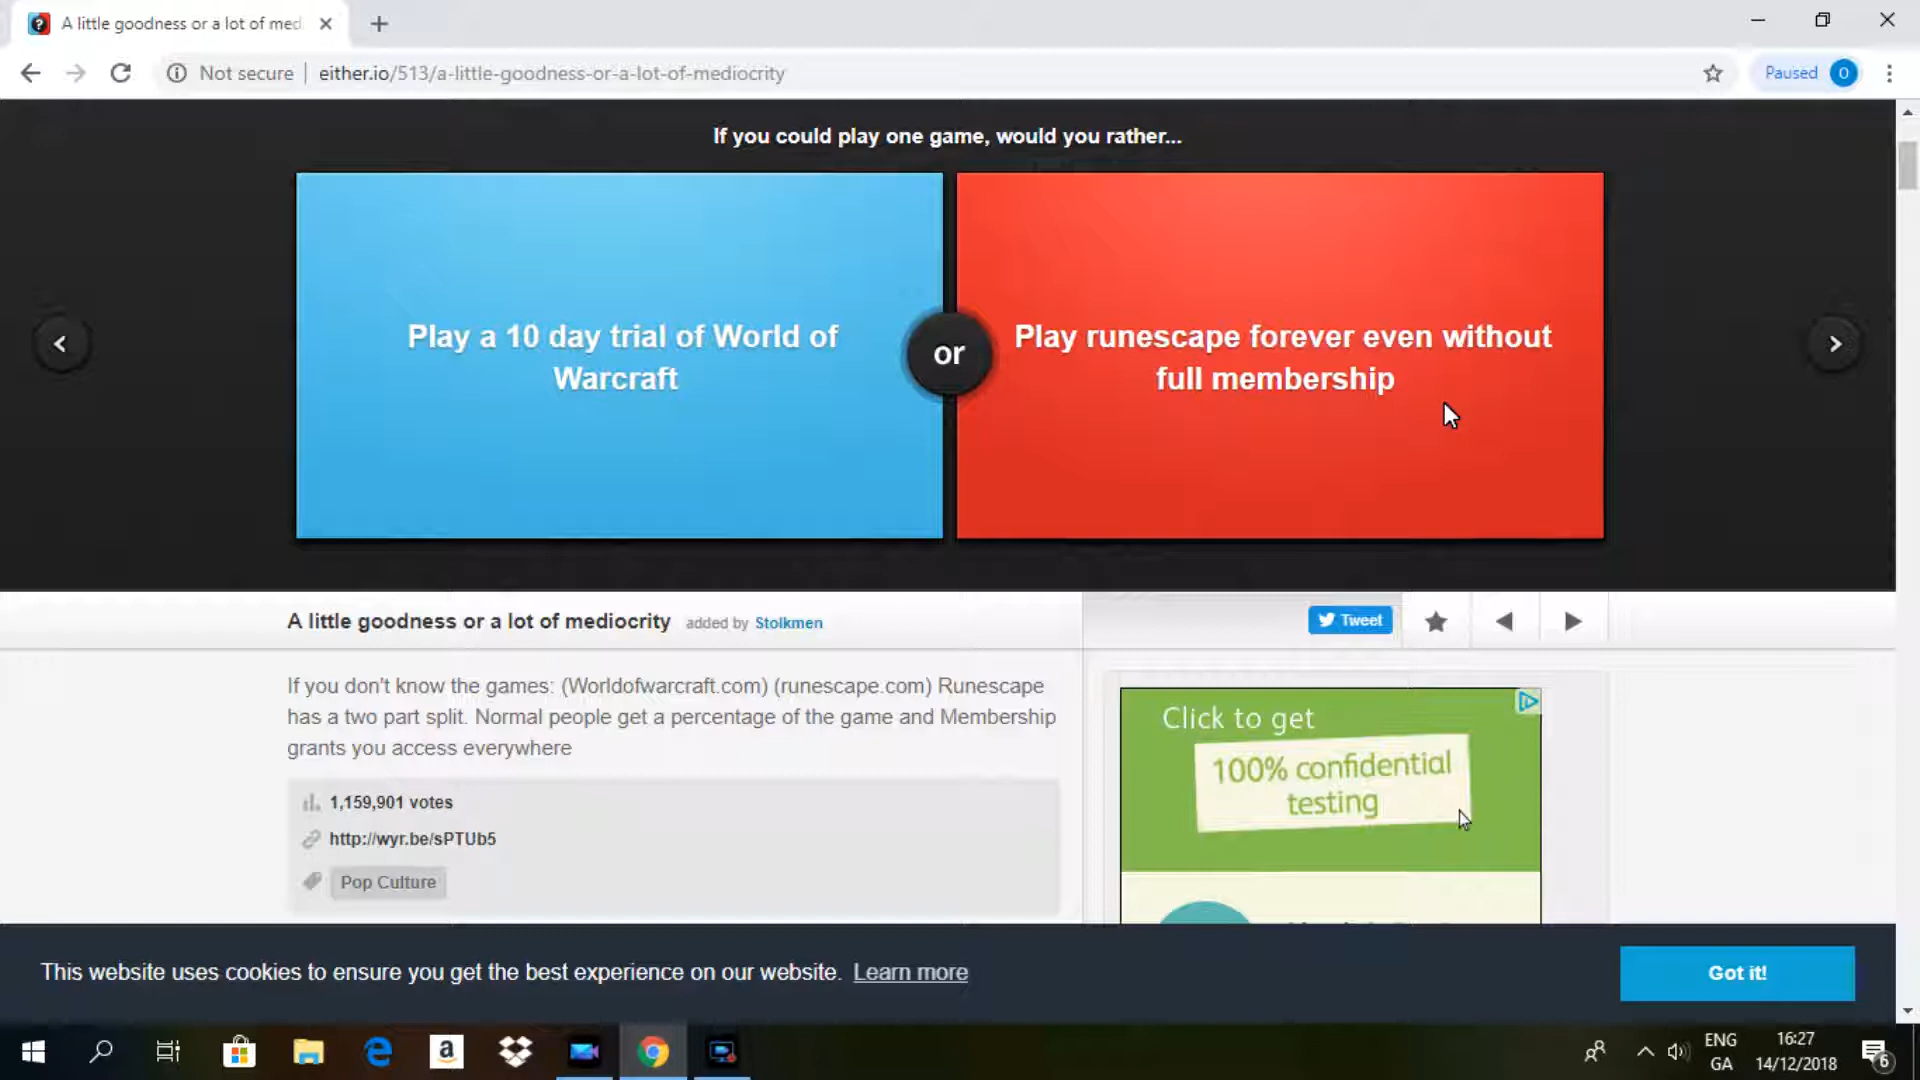 A little goodness or a lot of med
Not secure
either.io/513/a-little-goodness-or-a-lot-of-mediocrity
Paused
0
If you could play one game, would you rather...
Play a 10 day trial of World of
Warcraft
or
Play runescape forever even without
full membership
A little goodness or a lot of mediocrity added by Stolkmen
Tweet
If you don't know the games: (Worldofwarcraft.com) (runescape.com) Runescape
has a two part split. Normal people get a percentage of the game and Membership
grants you access everywhere
1,159,901 votes
http://wyr.be/sPTUb5
Pop Culture
Click to get
100% confidential
testing
This website uses cookies to ensure you get the best experience on our website. Learn more
Got it!
ENG
GA
16:27
14/12/2018
6